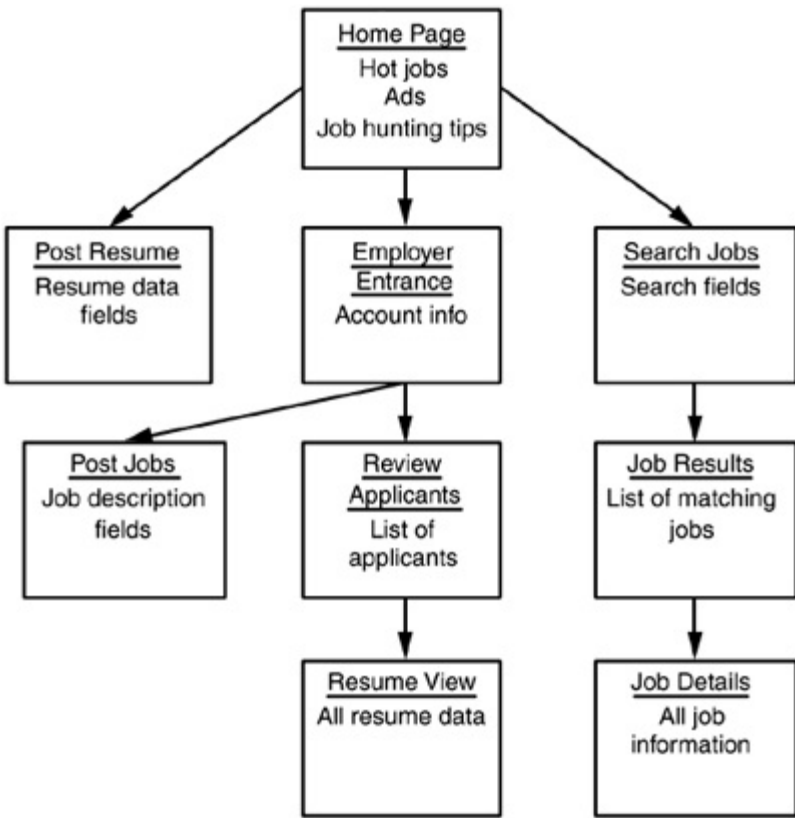 Home Page
Hot jobs
Ads
Job hunting tips
Post Resume
Resume data
fields
Employer
Entrance
Account info
Search Jobs
Search fields
Post Jobs
Job description
fields
Review
Applicants
List of
applicants
Job Results
List of matching
jobs
Resume View
All resume data
Job Details
All job
information